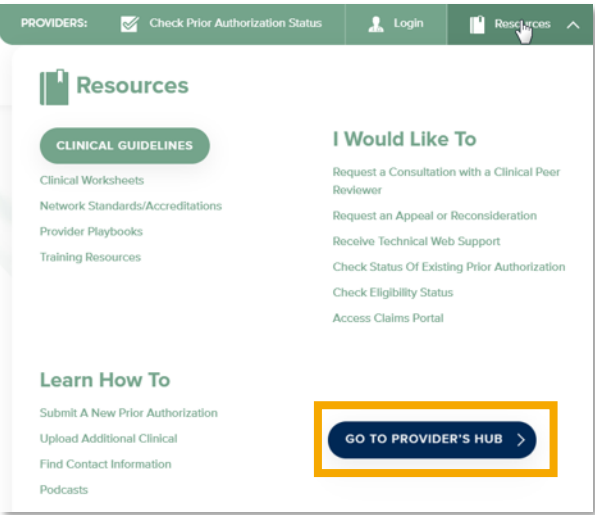 PROVIDERS:
Check Prior Authorization Status
Login
Resources
Resources
CLINICAL GUIDELINES
Clinical Worksheets
Network Standards/Accreditations
Provider Playbooks
Training Resources
I Would Like To
Request a Consultation with a Clinical Peer
Reviewer
Request an Appeal or Reconsideration
Receive Technical Web Support
Check Status Of Existing Prior Authorization
Check Eligibility Status
Access Claims Portal
Learn How To
Submit A New Prior Authorization
Upload Additional Clinical
Find Contact Information
Podcasts
GO TO PROVIDER'S HUB